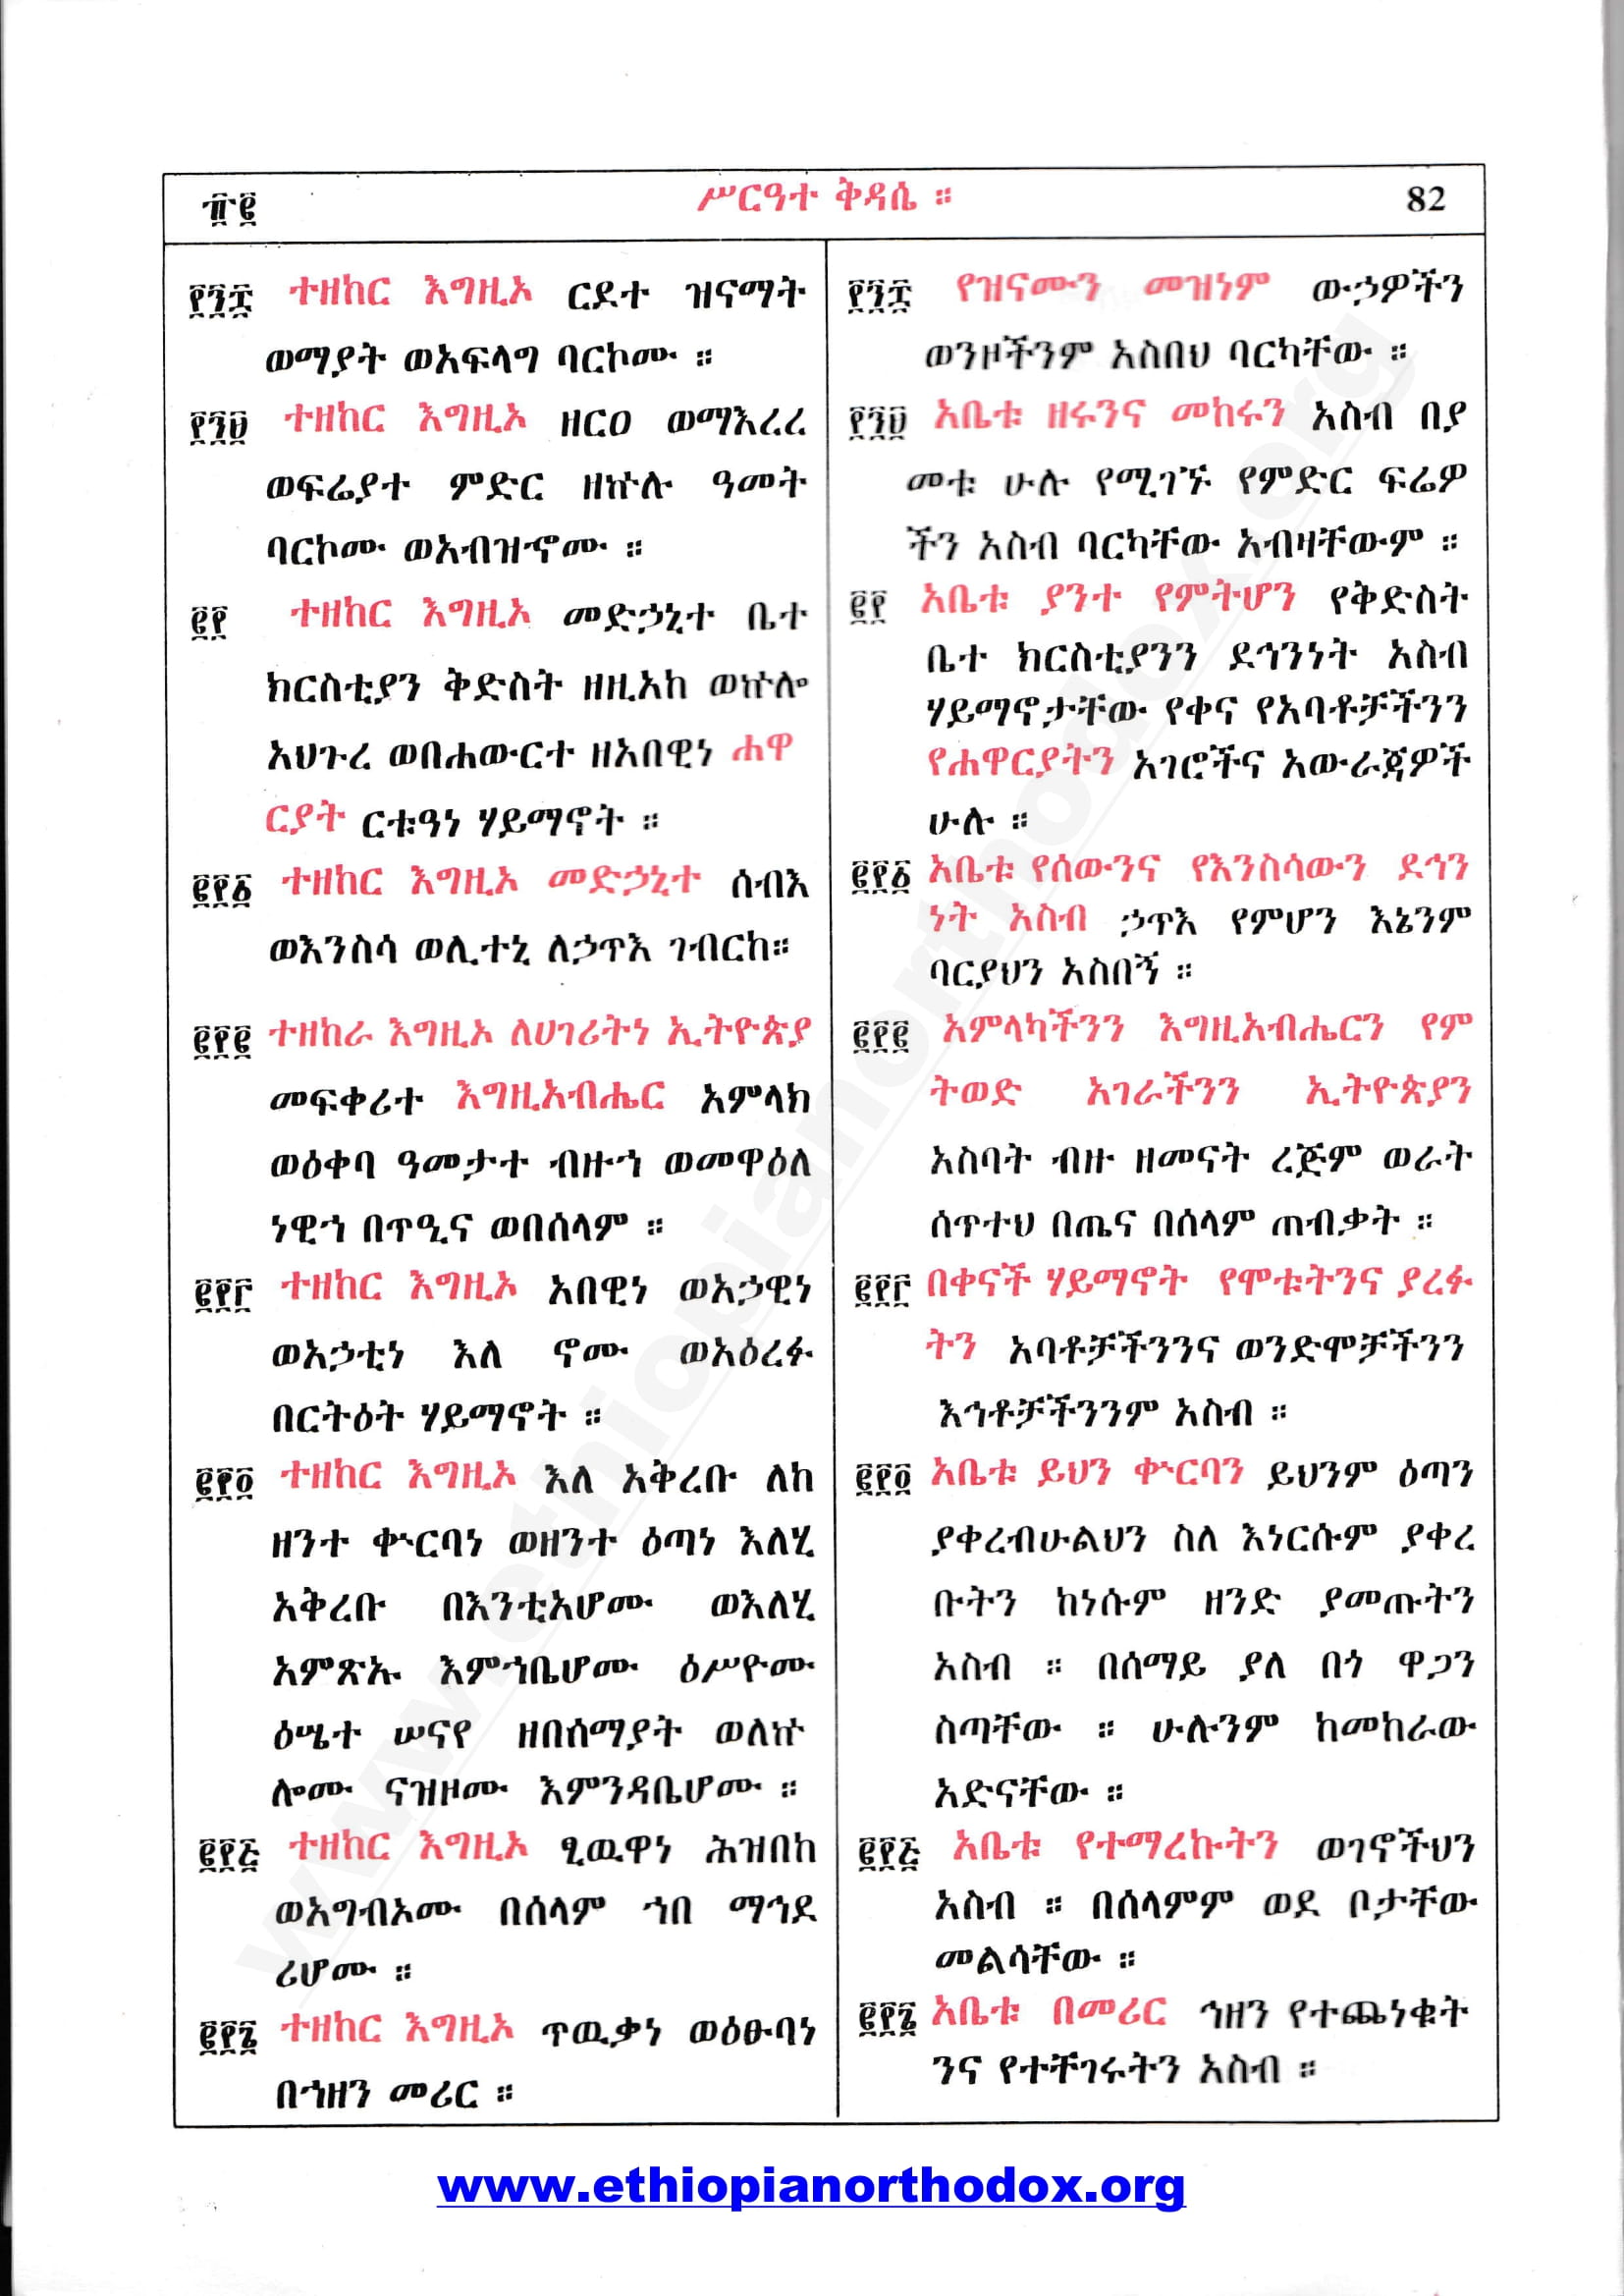 ፹፪ ሥርዓተ ቅዳሴ ። 82
፻፺፰ ተዘከር እግዚኦ ርደተ ዝናማት
ወማያት ወአፍላግ ባርኮሙ ።
፻፺፱ ተዘከር እግዚኦ ዘርዐ ወማእረረ
ወፍሬያተ ምድር ዘኵሉ ዓመት
ባርኮሙ ወአብዝኆሙ ።
፪፻ ተዘከር እግዚኦ መድኃኒተ ቤተ
ክርስቲያን ቅድስት ዘዚአከ ወኵሎ
አህጉረ ወበሐውርተ ዘአበዊነ ሐዋ
ርያት ርቱዓነ ሃይማኖት ።
፪፻፩ ተዘከር እግዚኦ መድኃኒተ ሰብእ
ወእንስሳ ወሊተኒ ለኃጥእ ገብርከ።
፪፻፪ ተዘከራ እግዚኦ ለሀገሪትነ ኢትዮጵያ
መፍቀሪተ እግዚአብሔር አምላክ
ወዕቀባ ዓመታተ ብዙኀ ወመዋዕለ
ነዊኀ በጥዒና ወበሰላም ።
፪፻፫ ተዘከር እግዚኦ አበዊነ ወአኃዊነ
ወአኃቲነ እለ ኖሙ ወአዕረፉ
በርትዕት ሃይማኖት ።
፪፻፬ ተዘከር እግዚኦ እለ አቅረቡ ለከ
ዘንተ ቍርባነ ወዘንተ ዕጣነ እለሂ
አቅረቡ በእንቲአሆሙ ወእለሂ
አምጽኡ እምኀቤሆሙ ዕሥዮሙ
ዕሤተ ሠናየ ዘበሰማያት ወለኵ
ሎሙ ናዝዞሙ እምንዳቤሆሙ ።
፪፻፭ ተዘከር እግዚኦ ፂዉዋነ ሕዝበከ
ወአግብኦሙ በሰላም ኀበ ማኅደ
ሪሆሙ ።
፪፻፮ ተዘከር እግዚኦ ጥዉቃነ ወዕፁባነ
በኀዘን መሪር ።
፻፺፰ የዝናሙን መዝነም ውኃዎችን
ወንዞችንም አስበህ ባርካቸው ።
፻፺፱ አቤቱ ዘሩንና መከሩን አስብ በያ
መቱ ሁሉ የሚገኙ የምድር ፍሬዎ
ችን አስብ ባርካቸው አብዛቸውም ።
፪፻ አቤቱ ያንተ የምትሆን የቅድስት
ቤተ ክርስቲያንን ደኅንነት አስብ
ሃይማኖታቸው የቀና የአባቶቻችንን
የሐዋርያትን አገሮችና አውራጃዎች
ሁሉ ።
፪፻፩ አቤቱ የሰውንና የእንስሳውን ደኅን
ነት አስብ ኃጥእ የምሆን እኔንም
ባርያህን አስበኝ ።
፪፻፪ አምላካችንን እግዚአብሔርን የም
ትወድ አገራችንን ኢትዮጵያን
አስባት ብዙ ዘመናት ረጅም ወራት
ሰጥተህ በጤና በሰላም ጠብቃት ።
፪፻፫ በቀናች ሃይማኖት የሞቱትንና ያረፉ
ትን አባቶቻችንንና ወንድሞቻችንን
እኅቶቻችንንም አስብ ።
፪፻፬ አቤቱ ይህን ቍርባን ይህንም ዕጣን
ያቀረብሁልህን ስለ እነርሱም ያቀረ
ቡትን ከነሱም ዘንድ ያመጡትን
አስብ ። በሰማይ ያለ በጎ ዋጋን
ስጣቸው ። ሁሉንም ከመከራው
አድናቸው ።
፪፻፭ አቤቱ የተማረኩትን ወገኖችህን
አስብ ። በሰላምም ወደ ቦታቸው
መልሳቸው ።
፪፻፮ አቤቱ በመሪር ኅዘን የተጨነቁት
ንና የተቸገሩትን አስብ ።
www.ethiopianorthodox.org
www.ethiopianorthodox.org